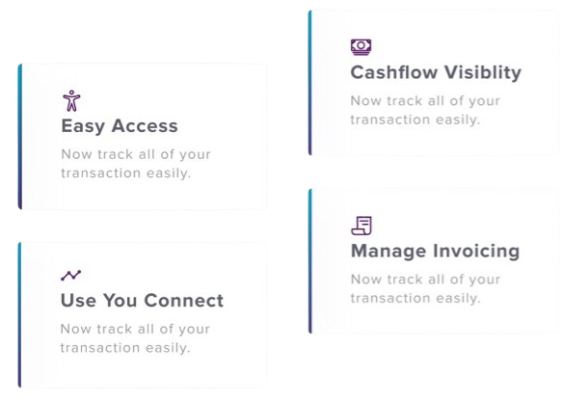 Easy Access
Now track all of your
transaction easily.
Use You Connect
Now track all of your
transaction easily.
Cashflow Visiblity
Now track all of your
transaction easily.
Manage Invoicing
Now track all of your
transaction easily.